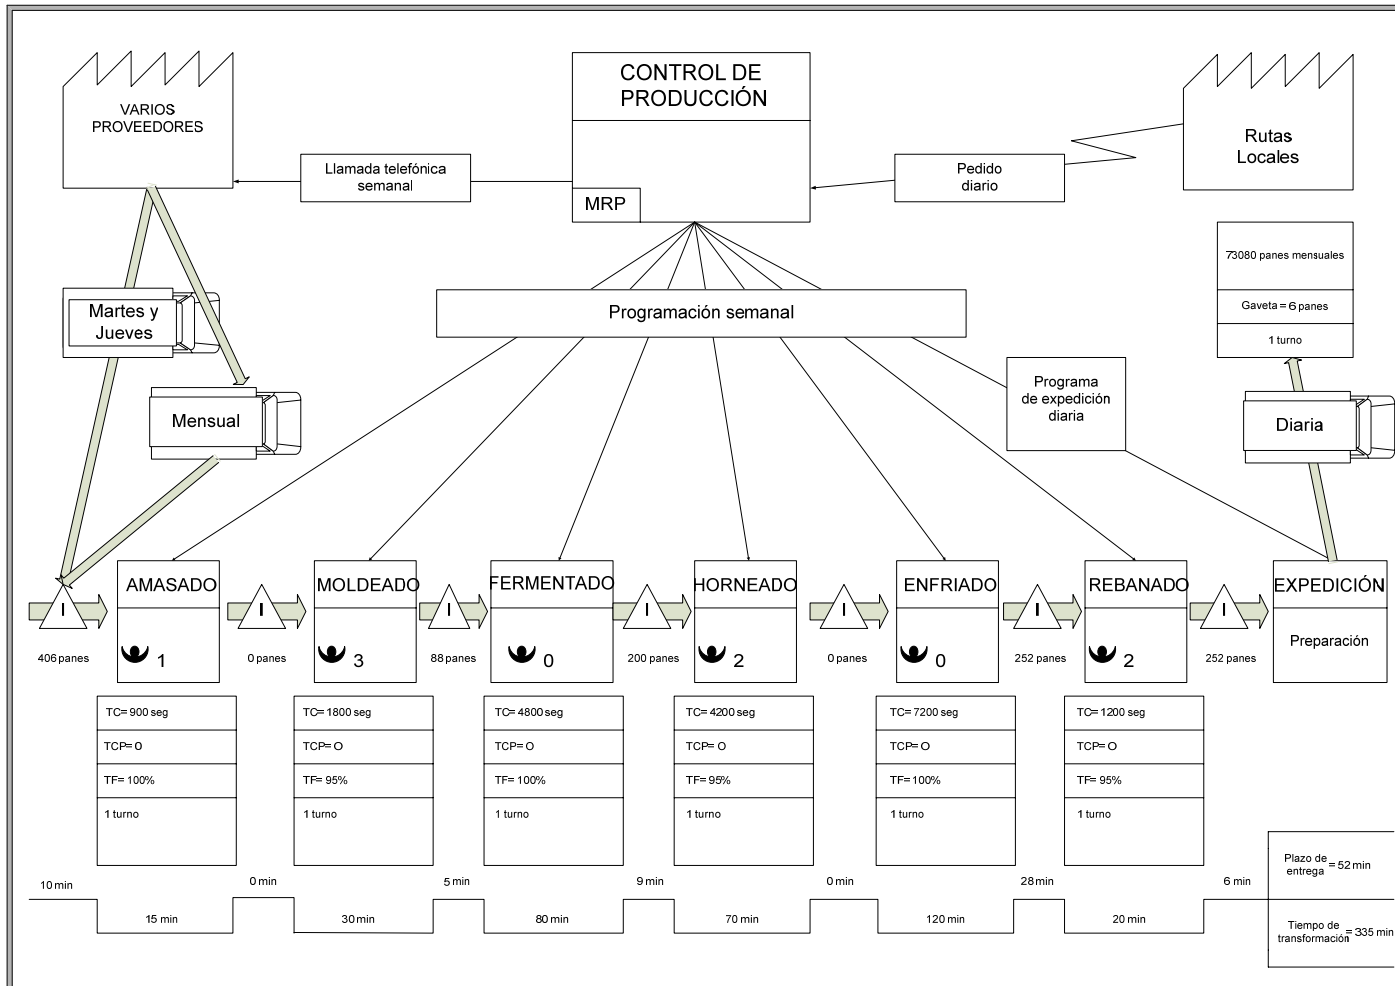 VARIOS
PROVEEDORES
Llamada telefónica
semanal
CONTROL DE
PRODUCCIÓN
MRP
Pedido
diario
Rutas
Locales
73080 panes mensuales
Gaveta = 6 panes
1 turno
Martes y
Jueves
Mensual
Programación semanal
Programa
de expedición
diaria
Diaria
AMASADO
MOLDEADO
FERMENTADO
HORNEADO
ENFRIADO
REBANADO
EXPEDICIÓN
I
I
I
I
I
I
I
Preparación
406 panes
1
0 panes
3
88 panes
0
200 panes
2
0 panes
0
252 panes
2
252 panes
TC= 900 seg
TCP= 0
TF= 100%
1 turno
TC= 1800 seg
TCP= O
TF= 95%
1 turno
TC= 4800 seg
TCP= O
TF= 100%
1 turno
TC= 4200 seg
TCP= O
TF= 95%
1 turno
TC= 7200 seg
TCP= O
TF= 100%
1 turno
TC= 1200 seg
TCP= O
TF= 95%
1 turno
10 min
0 min
5 min
9 min
0 min
28 min
6 min
15 min
30 min
80 min
70 min
120 min
20 min
Plazo de
entrega = 52 min
Tiempo de
transformación = 335 min